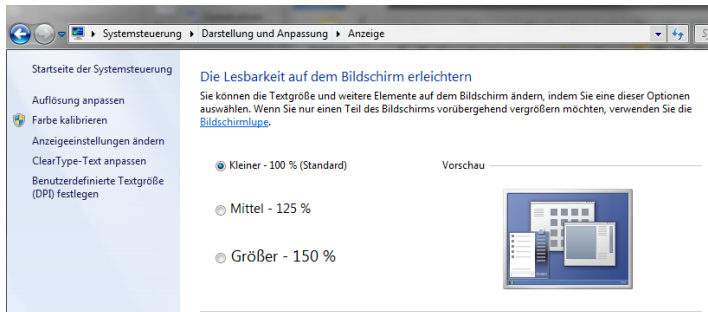 Systemsteuerung ▸ Darstellung und Anpassung ▸ Anzeige
Startseite der Systemsteuerung
Auflösung anpassen
Farbe kalibrieren
Anzeigeeinstellungen ändern
ClearType-Text anpassen
Benutzerdefinierte Textgröße
(DPI) festlegen
Die Lesbarkeit auf dem Bildschirm erleichtern
Sie können die Textgröße und weitere Elemente auf dem Bildschirm ändern, indem Sie eine dieser Optionen
auswählen. Wenn Sie nur einen Teil des Bildschirms vorübergehend vergrößern möchten, verwenden Sie die
Bildschirmlupe.
Kleiner - 100 % (Standard)
Vorschau
Mittel - 125 %
Größer - 150 %